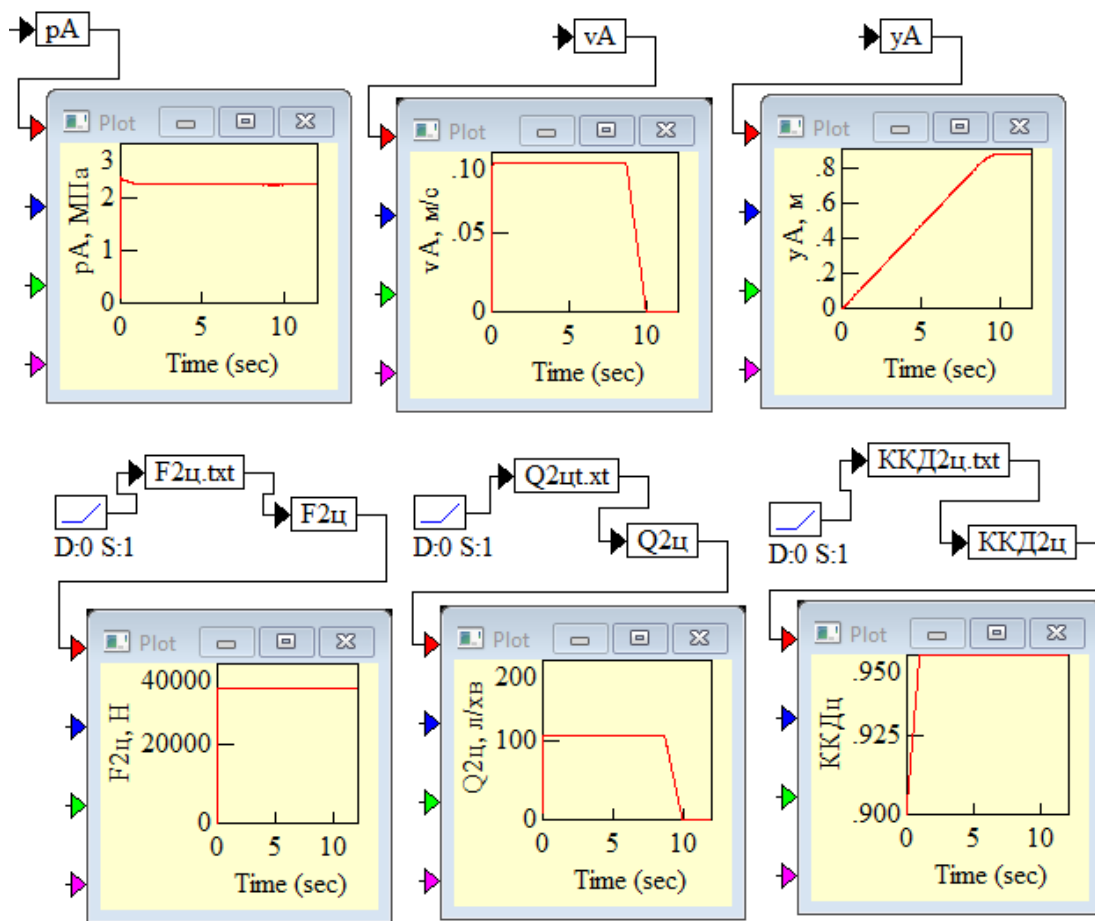 pA
vA
yA
Plot
pA, МПа
3
2
1
0
0 5 10
Time (sec)
Plot
vA, м/с
.10
.05
0
0 5 10
Time (sec)
Plot
yA, м
.8
.6
.4
.2
0
0 5 10
Time (sec)
F2ц.txt
F2ц
D:0 S:1
Q2цt.xt
Q2ц
D:0 S:1
ККД2ц.txt
ККД2ц
D:0 S:1
Plot
F2ц, Н
40000
20000
0
0 5 10
Time (sec)
Plot
Q2ц, л/хв
200
100
0
0 5 10
Time (sec)
Plot
ККДц
.950
.925
.900
0 5 10
Time (sec)